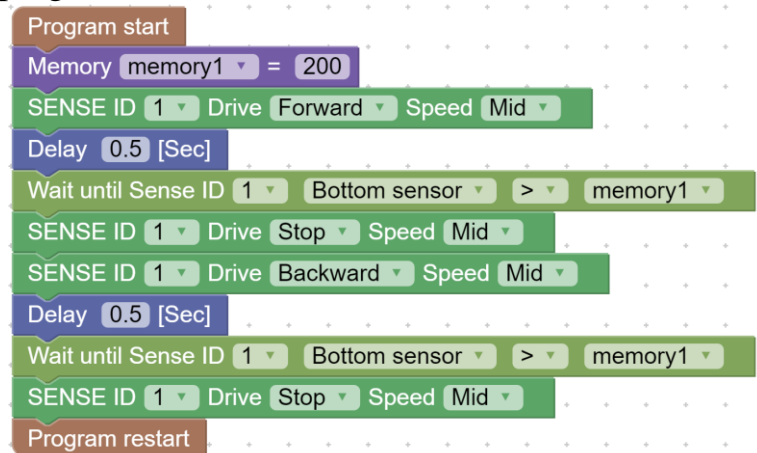 Program start
Memory memory1 = 200
SENSE ID 1 Drive Forward Speed Mid
Delay 0.5 [Sec]
Wait until Sense ID 1 Bottom sensor > memory1
SENSE ID 1 Drive Stop Speed Mid
SENSE ID 1 Drive Backward Speed Mid
Delay 0.5 [Sec]
Wait until Sense ID 1 Bottom sensor > memory1
SENSE ID 1 Drive Stop Speed Mid
Program restart